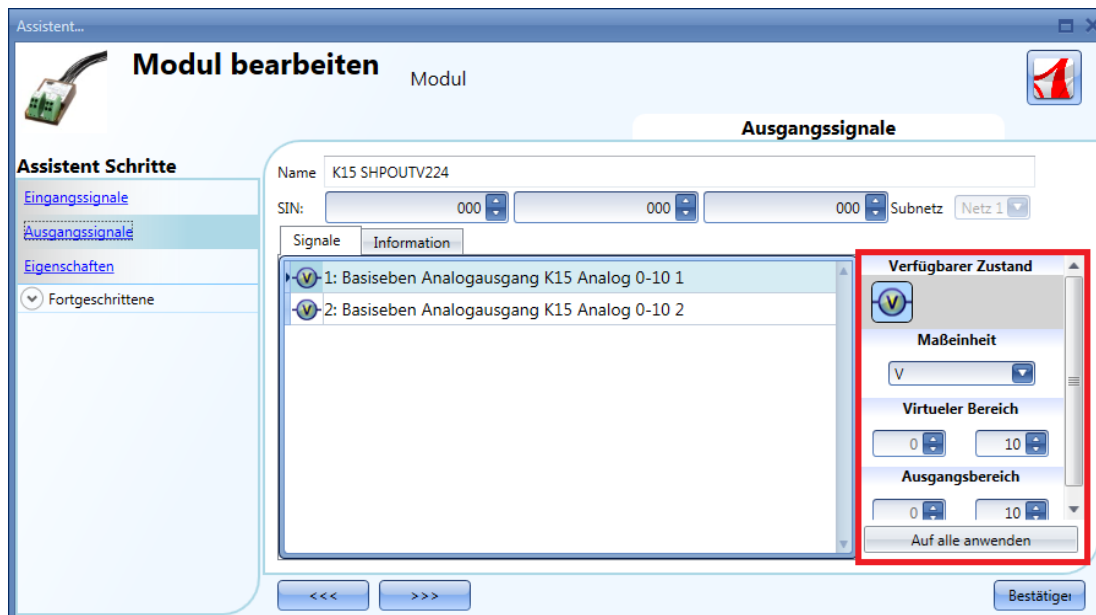 Assistent...
Modul bearbeiten
Modul
Ausgangssignale
Assistent Schritte
Eingangssignale
Ausgangssignale
Eigenschaften
Fortgeschrittene
Name K15 SHPOUTV224
SIN: 000 000 000 Subnetz Netz 1
Signale Information
V 1: Basiseben Analogausgang K15 Analog 0-10 1
V 2: Basiseben Analogausgang K15 Analog 0-10 2
Verfügbarer Zustand
V
Maßeinheit
V
Virtueler Bereich
0 10
Ausgangsbereich
0 10
Auf alle anwenden
<<< >>> Bestätiger